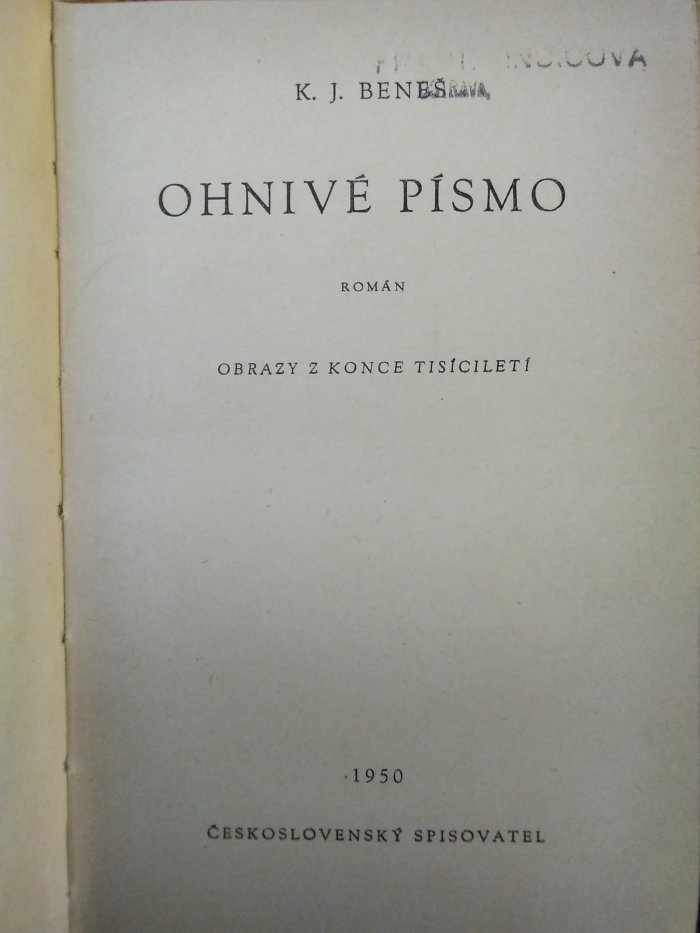 K. J. BENEŠ
OHNIVÉ PÍSMO
ROMÁN
OBRAZY Z KONCE TISÍCILETÍ
1950
ČESKOSLOVENSKÝ SPISOVATEL